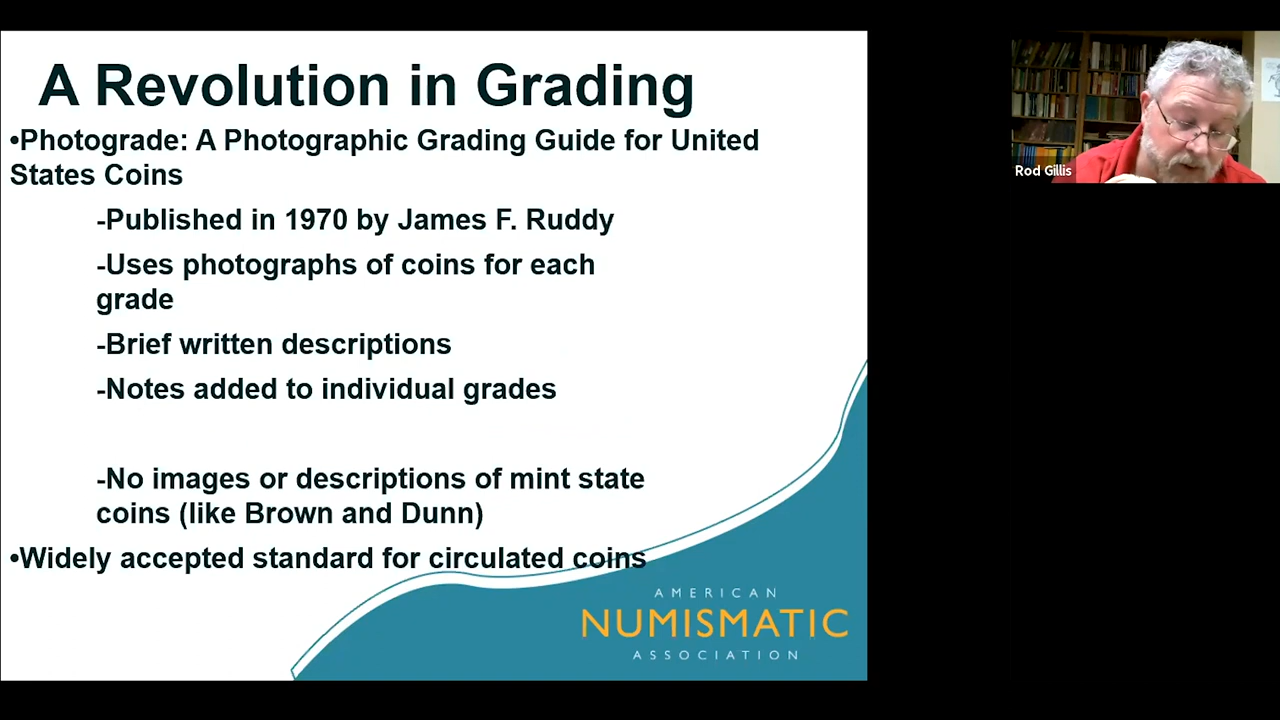 A Revolution in Grading
•Photograde: A Photographic Grading Guide for United
States Coins
-Published in 1970 by James F. Ruddy
-Uses photographs of coins for each
grade
-Brief written descriptions
-Notes added to individual grades
-No images or descriptions of mint state
coins (like Brown and Dunn)
•Widely accepted standard for circulated coins
AMERICAN
NUMISMATIC
ASSOCIATION
Rod Gillis